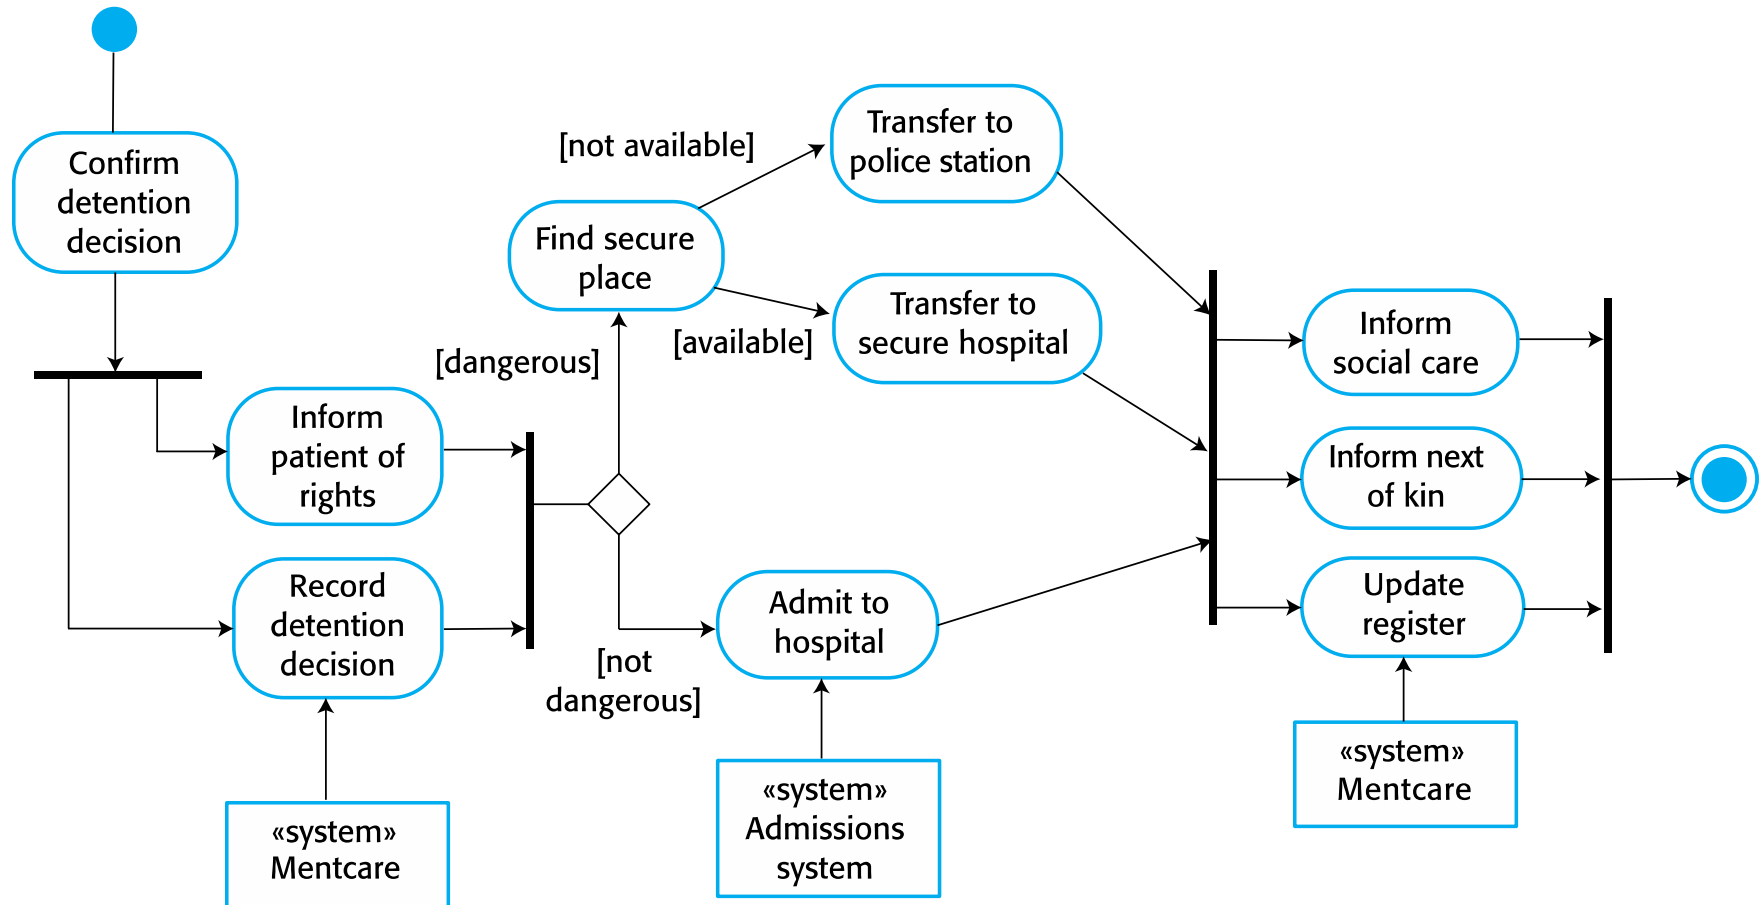 Confirm
detention
decision
Inform
patient of
rights
Record
detention
decision
«system»
Mentcare
[dangerous]
[not
dangerous]
Find secure
place
[not available]
[available]
Transfer to
police station
Transfer to
secure hospital
Admit to
hospital
«system»
Admissions
system
Inform
social care
Inform next
of kin
Update
register
«system»
Mentcare